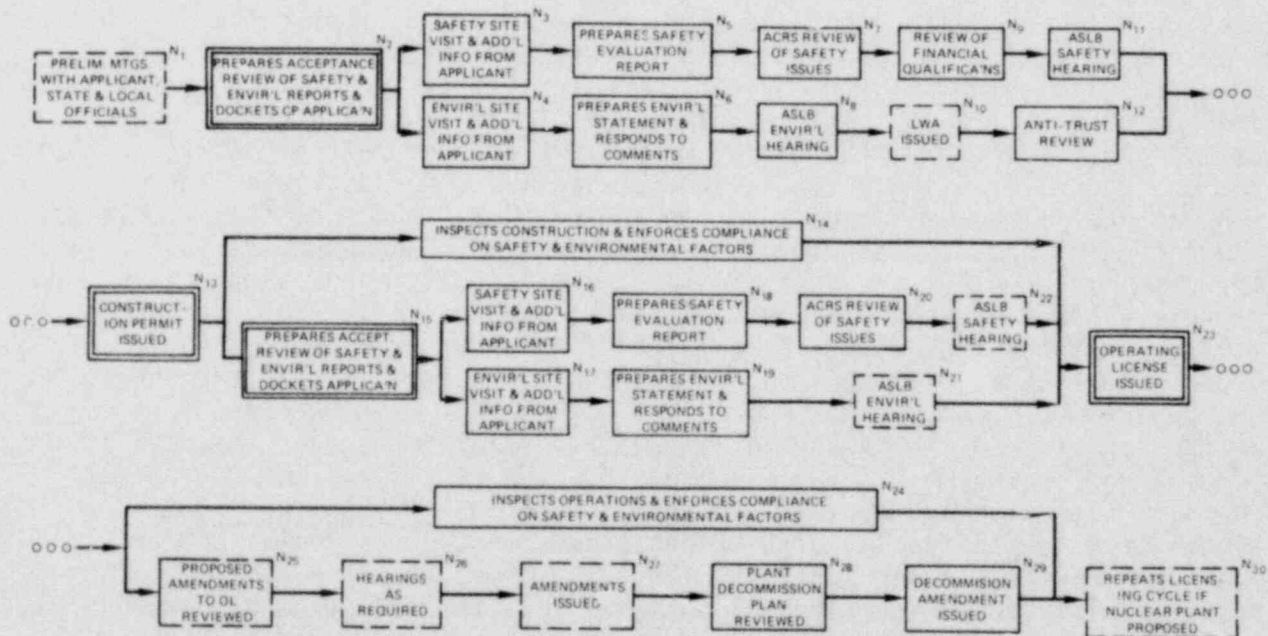 N1
PRELIM. MTGS
WITH APPLICANT,
STATE & LOCAL
OFFICIALS
N2
PREPARES ACCEPTANCE
REVIEW OF SAFETY &
ENVIR'L REPORTS &
DOCKETS CP APPLICA'N
N3
SAFETY SITE
VISIT & ADD'L
INFO FROM
APPLICANT
N4
ENVIR'L SITE
VISIT & ADD'L
INFO FROM
APPLICANT
N5
PREPARES SAFETY
EVALUATION
REPORT
N6
PREPARES ENVIR'L
STATEMENT &
RESPONDS TO
COMMENTS
N7
ACRS REVIEW
OF SAFETY
ISSUES
N8
ASLB
ENVIR'L
HEARING
N9
REVIEW OF
FINANCIAL
QUALIFICA'NS
N10
LWA
ISSUED
N11
ASLB
SAFETY
HEARING
N12
ANTI-TRUST
REVIEW
N13
CONSTRUCT-
ION PERMIT
ISSUED
N14
INSPECTS CONSTRUCTION & ENFORCES COMPLIANCE
ON SAFETY & ENVIRONMENTAL FACTORS
N15
PREPARES ACCEPT.
REVIEW OF SAFETY &
ENVIR'L REPORTS &
DOCKETS APPLICA'N
N16
SAFETY SITE
VISIT & ADD'L
INFO FROM
APPLICANT
N17
ENVIR'L SITE
VISIT & ADD'L
INFO FROM
APPLICANT
N18
PREPARES SAFETY
EVALUATION
REPORT
N19
PREPARES ENVIR'L
STATEMENT &
RESPONDS TO
COMMENTS
N20
ACRS REVIEW
OF SAFETY
ISSUES
N21
ASLB
ENVIR'L
HEARING
N22
ASLB
SAFETY
HEARING
N23
OPERATING
LICENSE
ISSUED
N24
INSPECTS OPERATIONS & ENFORCES COMPLIANCE
ON SAFETY & ENVIRONMENTAL FACTORS
N25
PROPOSED
AMENDMENTS
TO OL
REVIEWED
N26
HEARINGS
AS
REQUIRED
N27
AMENDMENTS
ISSUED
N28
PLANT
DECOMMISSION
PLAN
REVIEWED
N29
DECOMMISION
AMENDMENT
ISSUED
N30
REPEATS LICENS-
ING CYCLE IF
NUCLEAR PLANT
PROPOSED